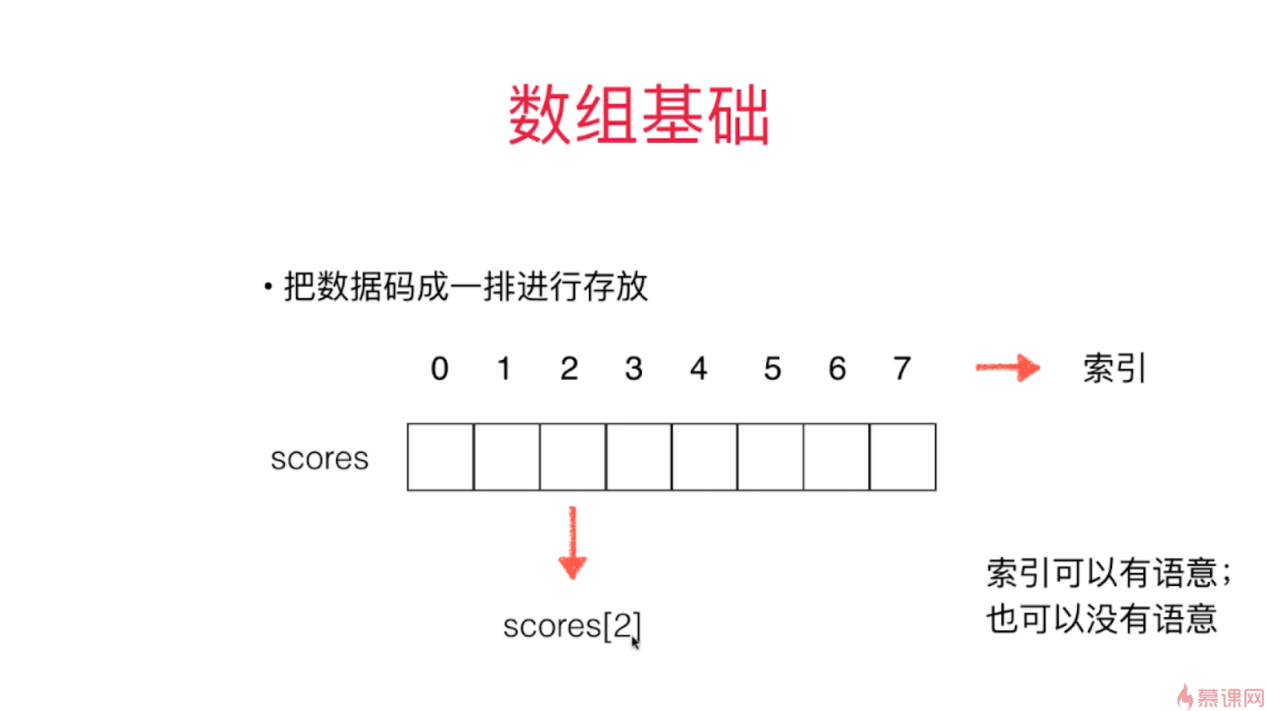 数组基础
• 把数据码成一排进行存放
0 1 2 3 4 5 6 7 索引
scores
scores[2]
索引可以有语意；
也可以没有语意
慕课网